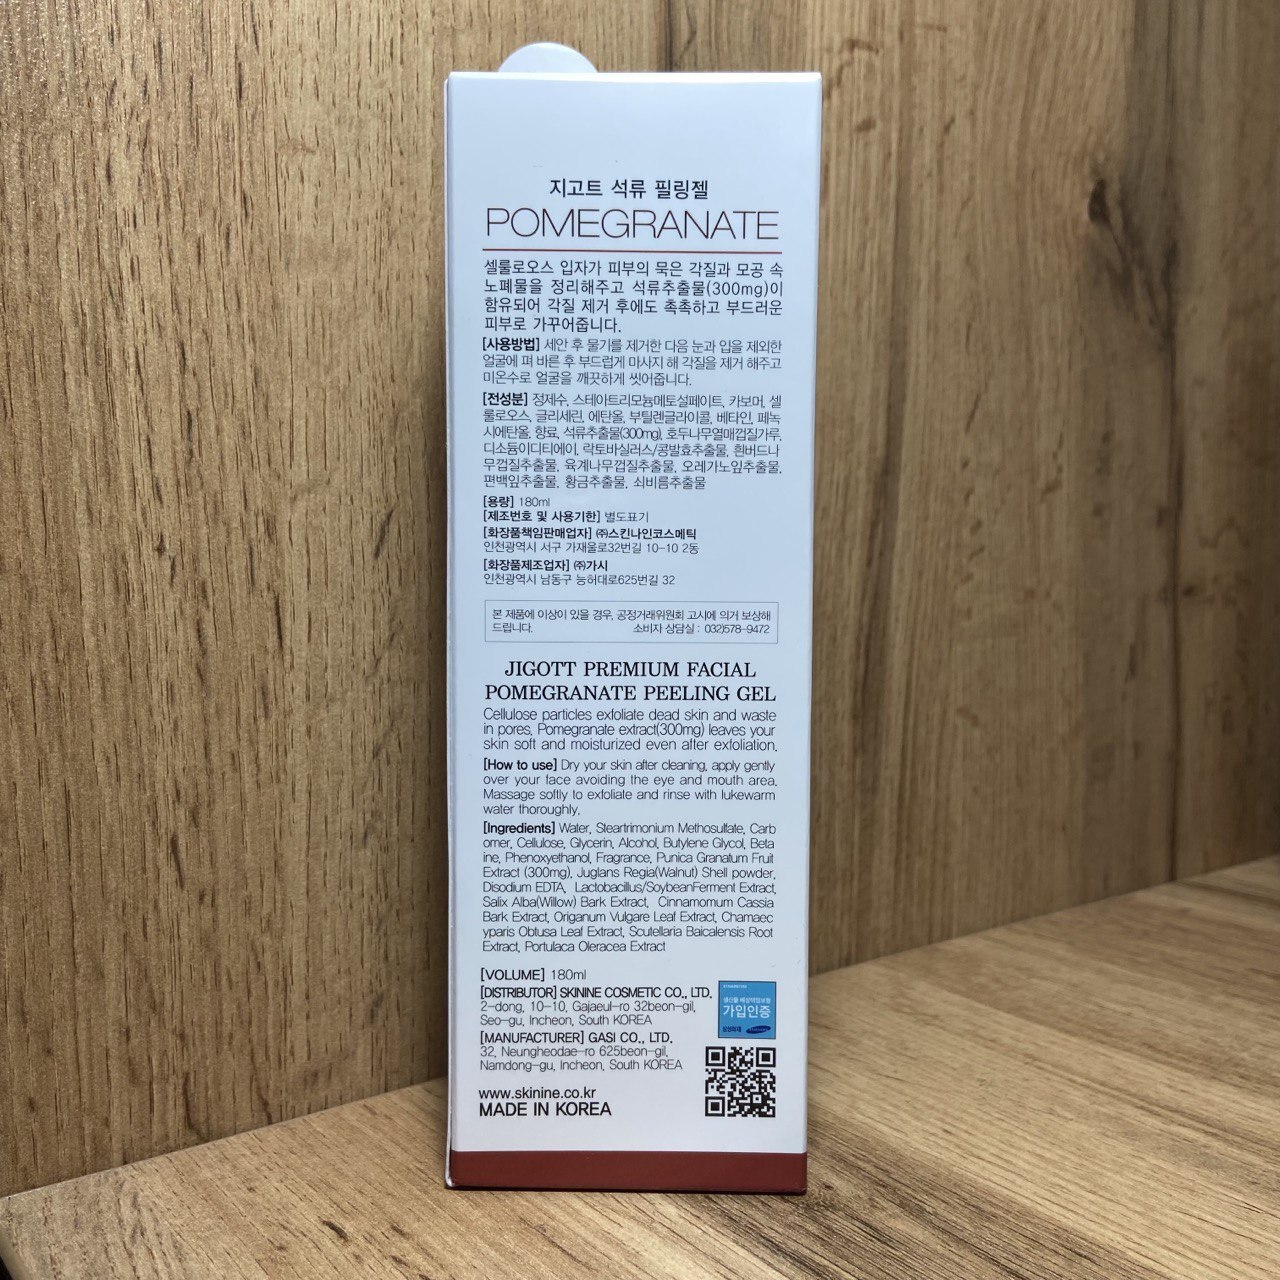 지고트 석류 필링젤
POMEGRANATE
셀룰로오스 입자가 피부의 묵은 각질과 모공 속
노폐물을 정리해주고 석류추출물(300mg)이
함유되어 각질 제거 후에도 촉촉하고 부드러운
피부로 가꾸어줍니다.
[사용방법] 세안 후 물기를 제거한 다음 눈과 입을 제외한
얼굴에 펴 바른 후 부드럽게 마사지 해 각질을 제거 해주고
미온수로 얼굴을 깨끗하게 씻어줍니다.
[전성분] 정제수, 스테아트리모늄메토설페이트, 카보머, 셀
룰로오스, 글리세린, 에탄올, 부틸렌글라이콜, 베타인, 페녹
시에탄올, 향료, 석류추출물(300mg), 호두나무열매껍질가루,
디소듐이디티에이, 락토바실러스/콩발효추출물, 흰버드나
무껍질추출물, 육계나무껍질추출물, 오레가노잎추출물,
편백잎추출물, 황금추출물, 쇠비름추출물
[용량] 180ml
[제조번호 및 사용기한] 별도표기
[화장품책임판매업자] ㈜스킨나인코스메틱
인천광역시 서구 가재울로32번길 10-10 2동
[화장품제조업자] ㈜가시
인천광역시 남동구 능허대로625번길 32
본 제품에 이상이 있을 경우, 공정거래위원회 고시에 의거 보상해
드립니다. 소비자 상담실 : 032)578-9472
JIGOTT PREMIUM FACIAL
POMEGRANATE PEELING GEL
Cellulose particles exfoliate dead skin and waste
in pores. Pomegranate extract(300mg) leaves your
skin soft and moisturized even after exfoliation.
[How to use] Dry your skin after cleaning, apply gently
over your face avoiding the eye and mouth area.
Massage softly to exfoliate and rinse with lukewarm
water thoroughly.
[Ingredients] Water, Steartrimonium Methosulfate, Carb
omer, Cellulose, Glycerin, Alcohol, Butylene Glycol, Beta
ine, Phenoxyethanol, Fragrance, Punica Granatum Fruit
Extract (300mg), Juglans Regia(Walnut) Shell powder,
Disodium EDTA, Lactobacillus/SoybeanFerment Extract,
Salix Alba(Willow) Bark Extract, Cinnamomum Cassia
Bark Extract, Origanum Vulgare Leaf Extract, Chamaec
yparis Obtusa Leaf Extract, Scutellaria Baicalensis Root
Extract, Portulaca Oleracea Extract
[VOLUME] 180ml
[DISTRIBUTOR] SKININE COSMETIC CO., LTD.
2-dong, 10-10, Gajaeul-ro 32beon-gil,
Seo-gu, Incheon, South KOREA
[MANUFACTURER] GASI CO., LTD.
32, Neungheodae-ro 625beon-gil,
Namdong-gu, Incheon, South KOREA
생산물 배상책임보험
가입인증
삼성화재
www.skinine.co.kr
MADE IN KOREA